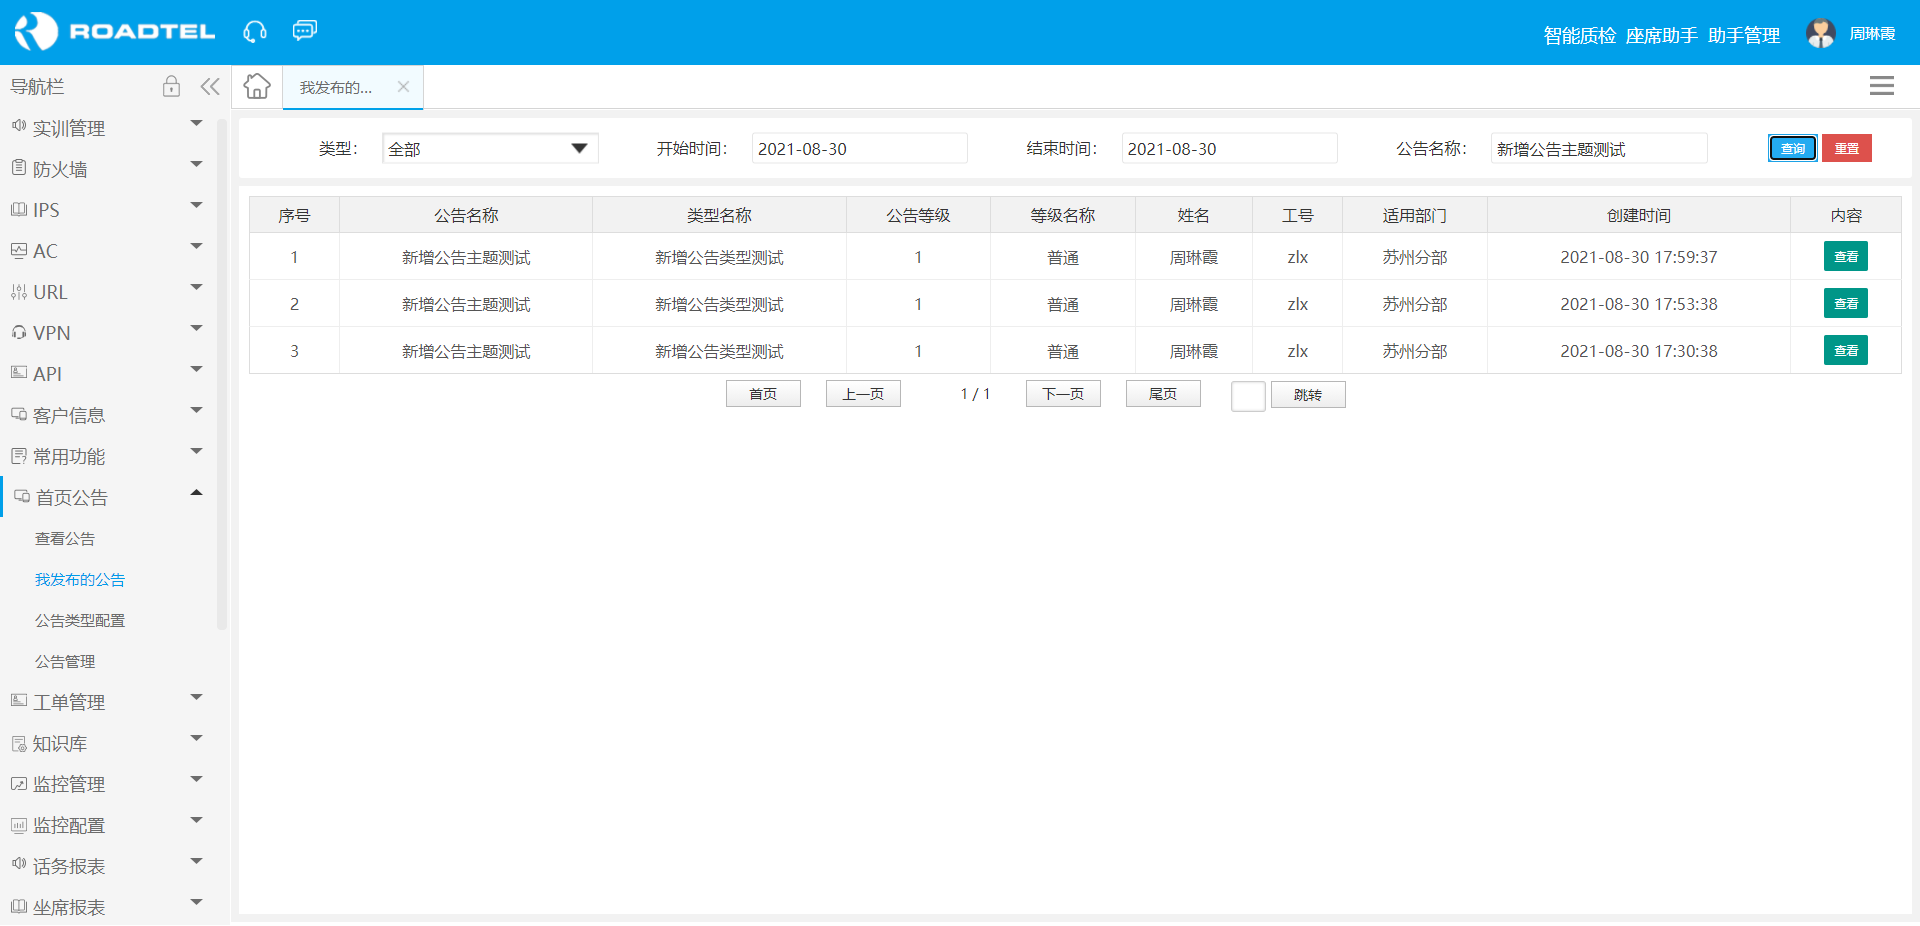 ROADTEL
智能质检 座席助手 助手管理 周琳霞
导航栏
我发布的...
实训管理
防火墙
IPS
AC
URL
VPN
API
客户信息
常用功能
首页公告
查看公告
我发布的公告
公告类型配置
公告管理
工单管理
知识库
监控管理
监控配置
话务报表
坐席报表
类型： 全部 开始时间： 2021-08-30 结束时间： 2021-08-30 公告名称： 新增公告主题测试 查询 重置
序号 公告名称 类型名称 公告等级 等级名称 姓名 工号 适用部门 创建时间 内容
1 新增公告主题测试 新增公告类型测试 1 普通 周琳霞 zlx 苏州分部 2021-08-30 17:59:37 查看
2 新增公告主题测试 新增公告类型测试 1 普通 周琳霞 zlx 苏州分部 2021-08-30 17:53:38 查看
3 新增公告主题测试 新增公告类型测试 1 普通 周琳霞 zlx 苏州分部 2021-08-30 17:30:38 查看
首页 上一页 1 / 1 下一页 尾页 跳转